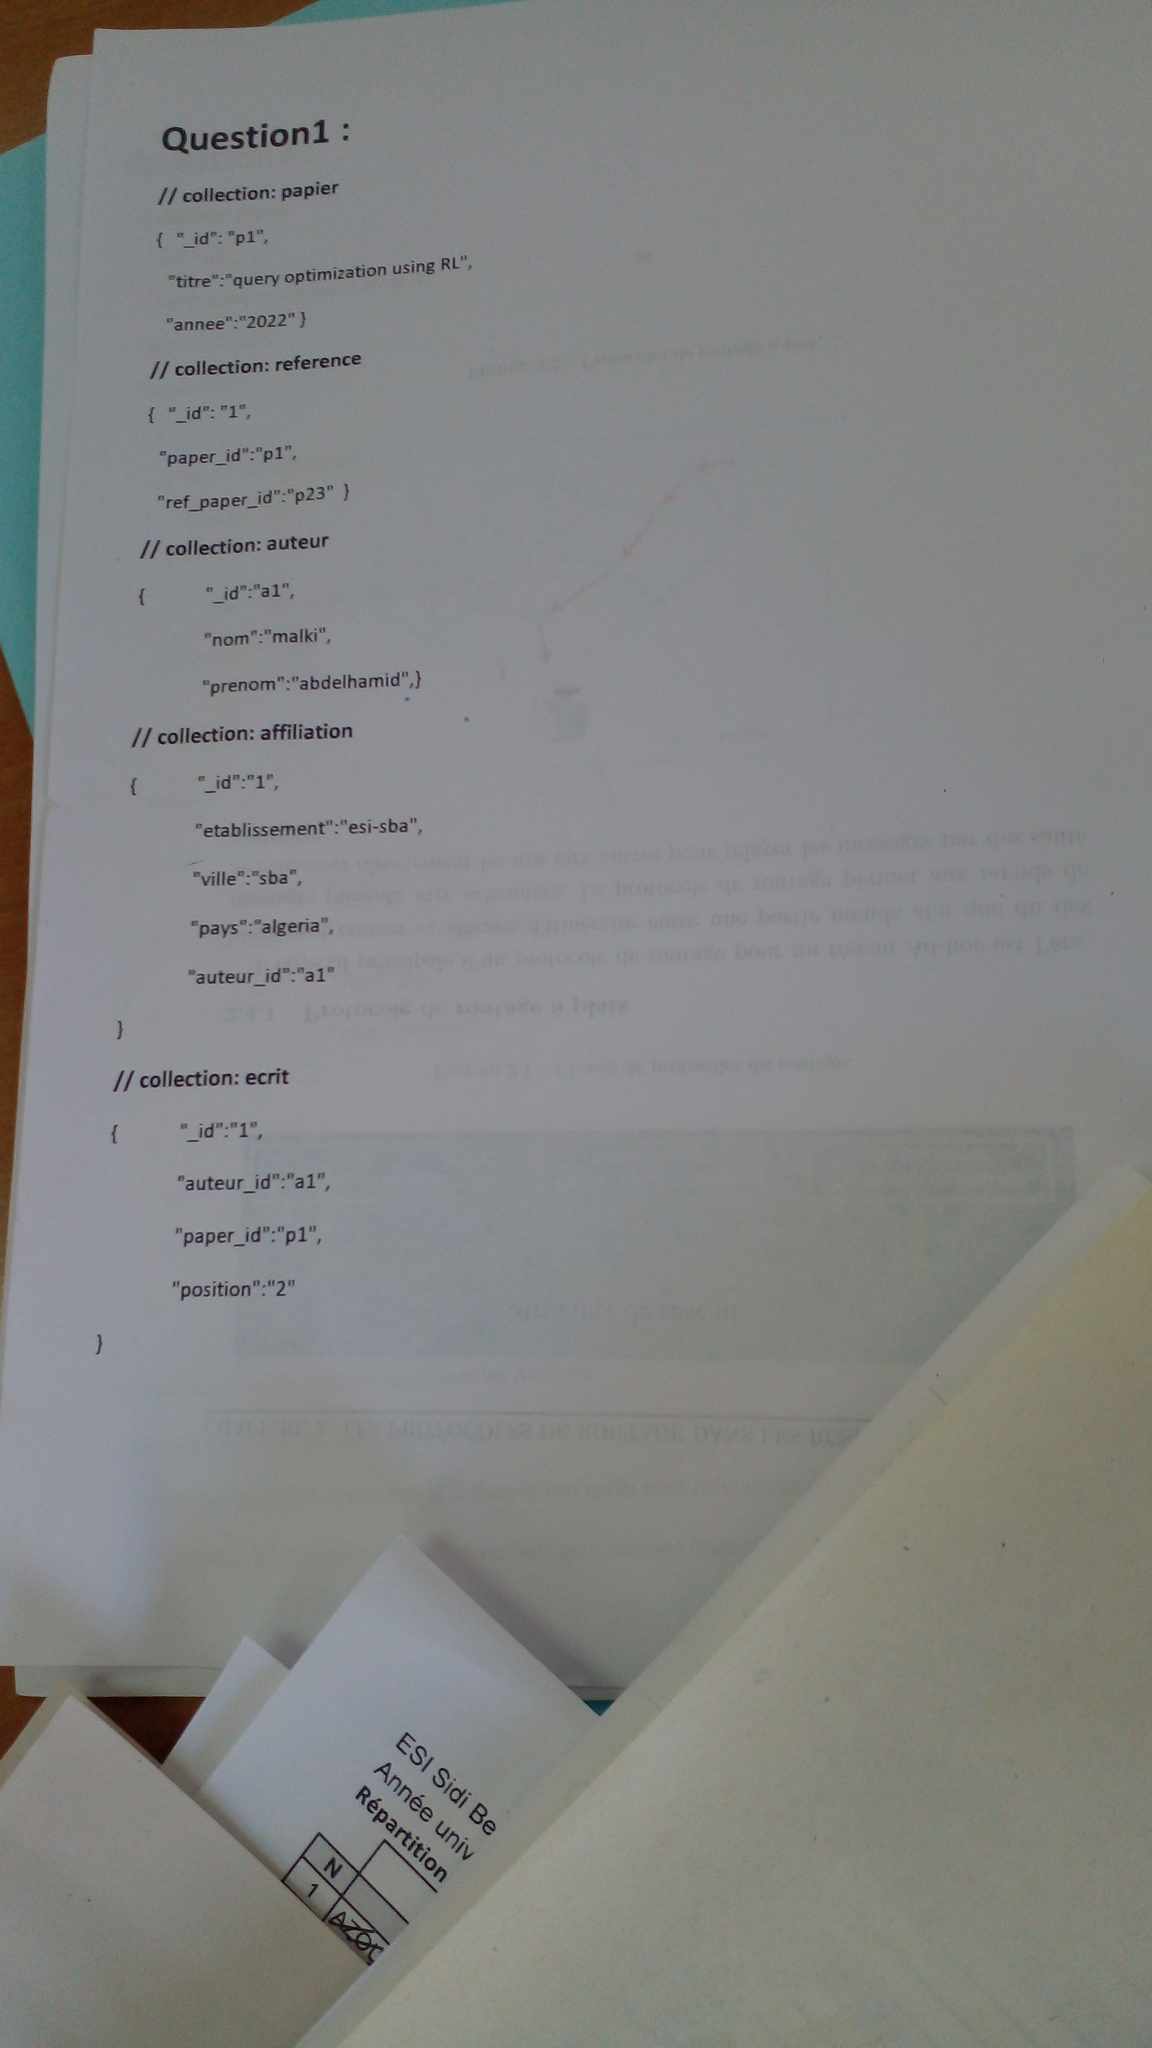 Question1 :
// collection: papier
{ "_id": "p1",
"titre":"query optimization using RL",
"annee":"2022" }
// collection: reference
{ "_id": "1",
"paper_id":"p1",
"ref_paper_id":"p23" }
// collection: auteur
{ "_id":"a1",
"nom":"malki",
"prenom":"abdelhamid",}
// collection: affiliation
{ "_id":"1",
"etablissement":"esi-sba",
"ville":"sba",
"pays":"algeria",
"auteur_id":"a1"
}
// collection: ecrit
{ "_id":"1",
"auteur_id":"a1",
"paper_id":"p1",
"position":"2"
}
ESI Sidi Be
Année univ
Répartition
N
1